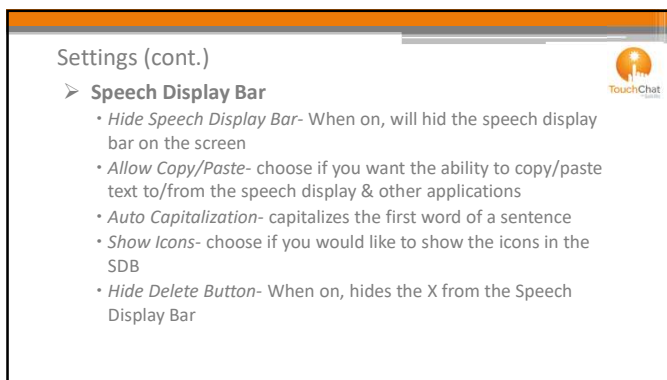 Settings (cont.)
TouchChat
➢ Speech Display Bar
• Hide Speech Display Bar- When on, will hid the speech display
bar on the screen
• Allow Copy/Paste- choose if you want the ability to copy/paste
text to/from the speech display & other applications
• Auto Capitalization- capitalizes the first word of a sentence
• Show Icons- choose if you would like to show the icons in the
SDB
• Hide Delete Button- When on, hides the X from the Speech
Display Bar